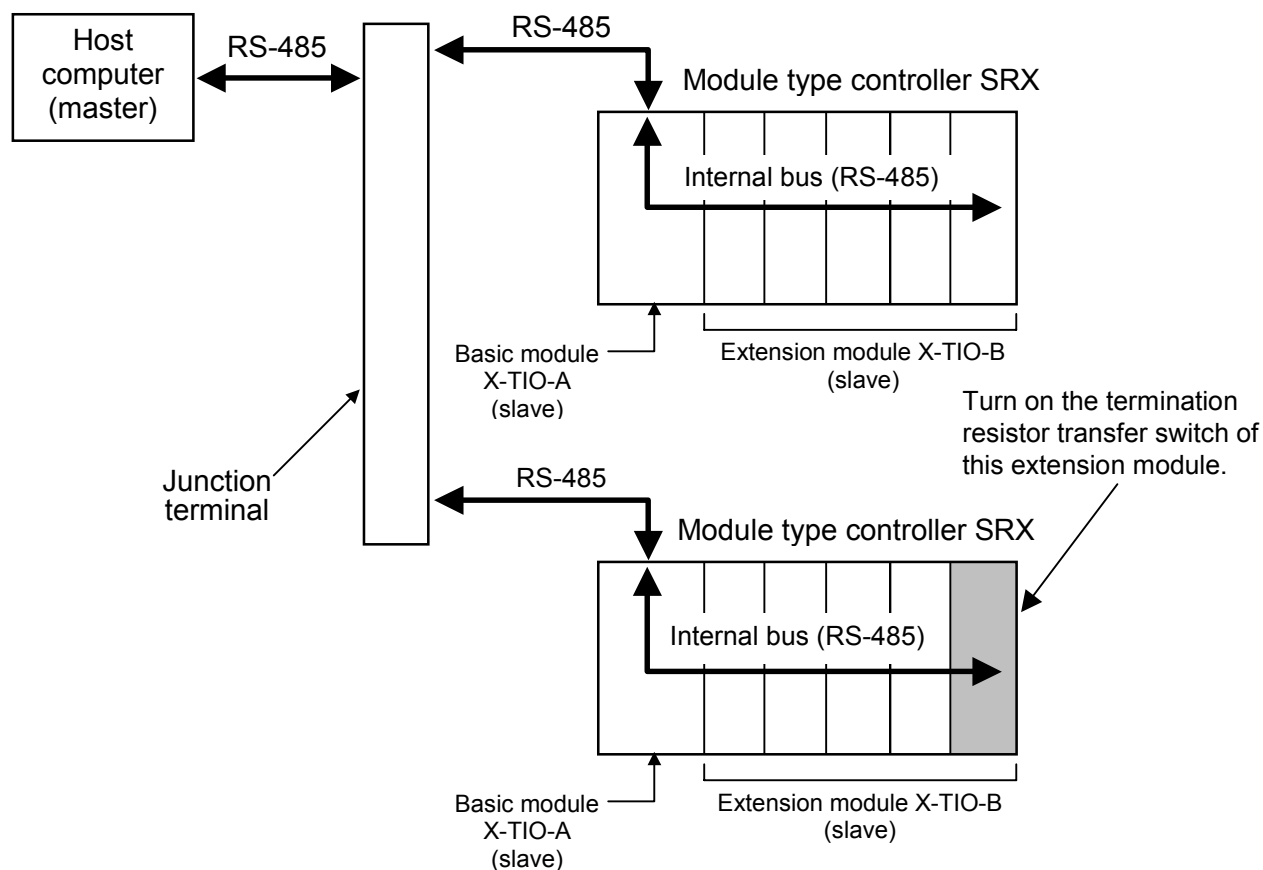 Host
computer
(master)
RS-485
RS-485
Module type controller SRX
Internal bus (RS-485)
Basic module
X-TIO-A
(slave)
Extension module X-TIO-B
(slave)
Turn on the termination
resistor transfer switch of
this extension module.
Junction
terminal
RS-485
Module type controller SRX
Internal bus (RS-485)
Basic module
X-TIO-A
(slave)
Extension module X-TIO-B
(slave)